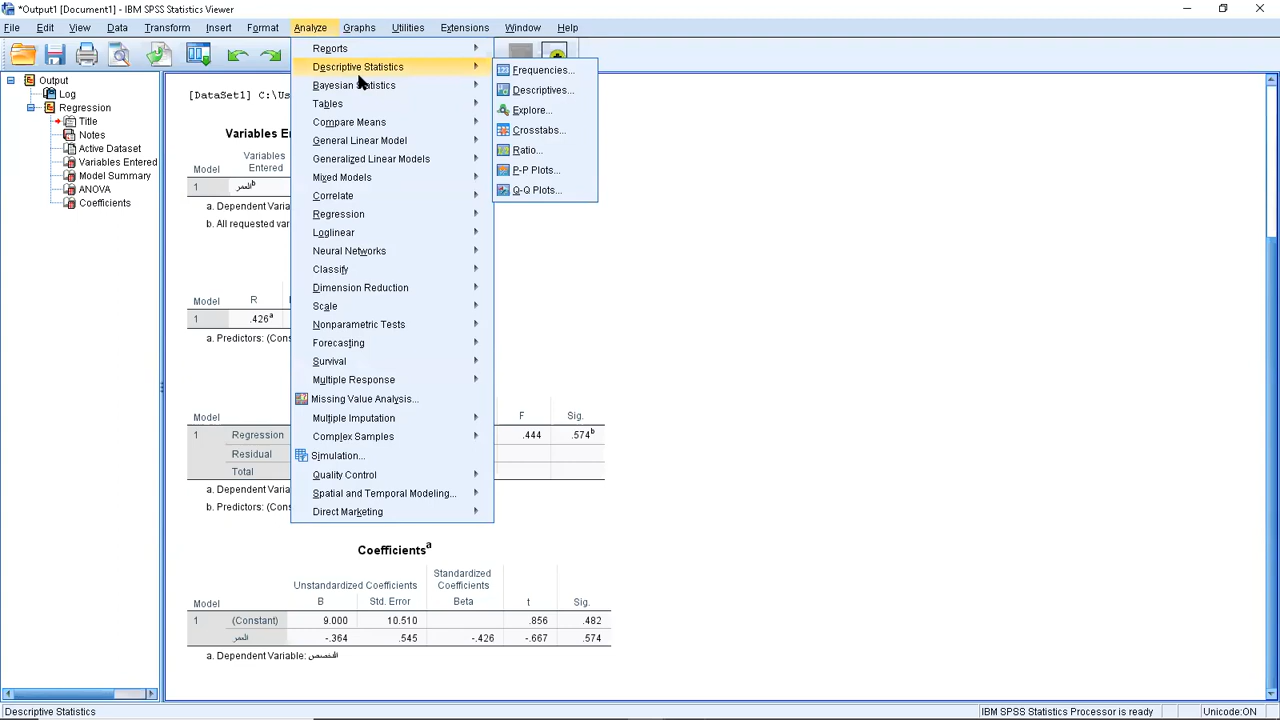 *Output1 [Document1] - IBM SPSS Statistics Viewer
File Edit View Data Transform Insert Format Analyze Graphs Utilities Extensions Window Help
Output
Log
Regression
Title
Notes
Active Dataset
Variables Entered
Model Summary
ANOVA
Coefficients
Reports
Descriptive Statistics
Bayesian Statistics
Tables
Compare Means
General Linear Model
Generalized Linear Models
Mixed Models
Correlate
Regression
Loglinear
Neural Networks
Classify
Dimension Reduction
Scale
Nonparametric Tests
Forecasting
Survival
Multiple Response
Missing Value Analysis...
Multiple Imputation
Complex Samples
Simulation...
Quality Control
Spatial and Temporal Modeling...
Direct Marketing
Frequencies...
Descriptives...
Explore...
Crosstabs...
Ratio...
P-P Plots...
Q-Q Plots...
[DataSet1] C:\Us
Variables En
Model Variables Entered
1 العمر b
a. Dependent Varia
b. All requested var
Model R
1 .426a
a. Predictors: (Cons
Model F Sig.
1 Regression .444 .574b
Residual
Total
a. Dependent Varia
b. Predictors: (Cons
Coefficientsa
Unstandardized Coefficients Standardized Coefficients
Model B Std. Error Beta t Sig.
1 (Constant) 9.000 10.510 .856 .482
العمر -.364 .545 -.426 -.667 .574
a. Dependent Variable: التخصص
Descriptive Statistics IBM SPSS Statistics Processor is ready Unicode:ON